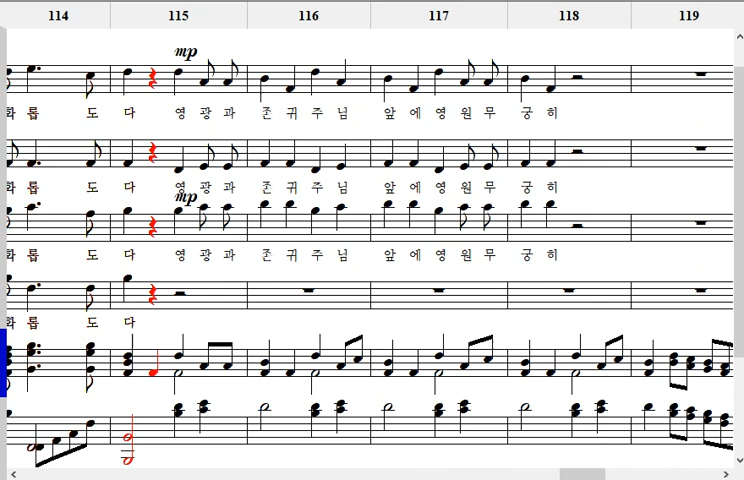 114 115 116 117 118 119
mp
화 롭 도 다 영 광 과 존 귀 주 님 앞 에 영 원 무 궁 히
화 롭 도 다 영 광 과 존 귀 주 님 앞 에 영 원 무 궁 히
mp
화 롭 도 다 영 광 과 존 귀 주 님 앞 에 영 원 무 궁 히
화 롭 도 다